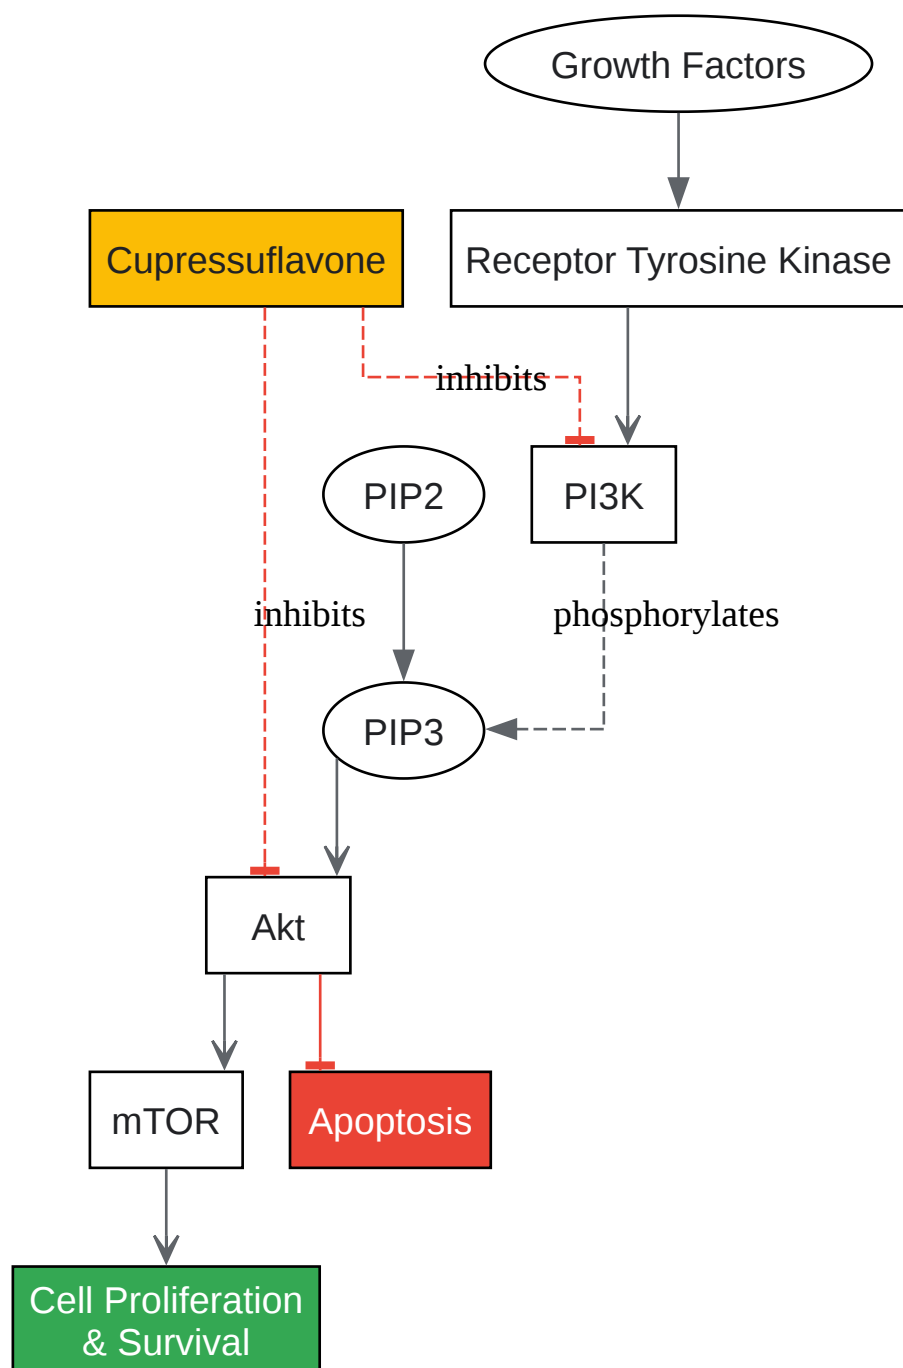 Growth Factors
Cupressuflavone
Receptor Tyrosine Kinase
inhibits
PIP2
PI3K
inhibits
phosphorylates
PIP3
Akt
mTOR
Apoptosis
Cell Proliferation
& Survival